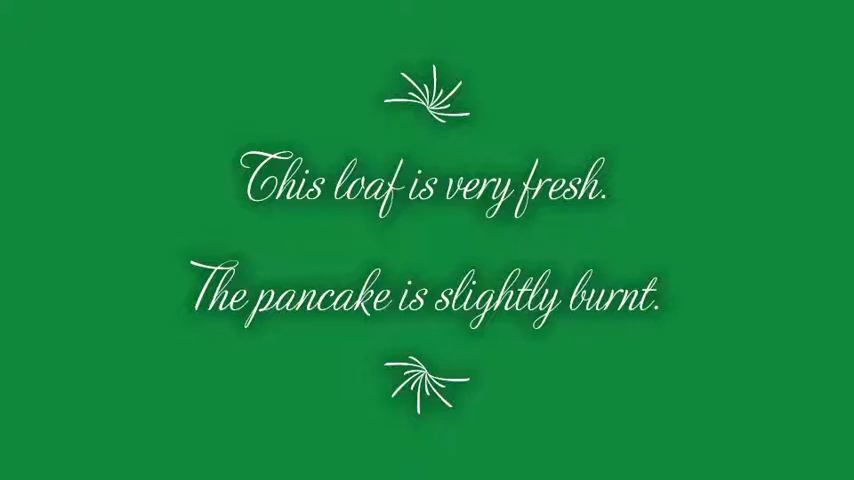 This loaf is very fresh.
The pancake is slightly burnt.